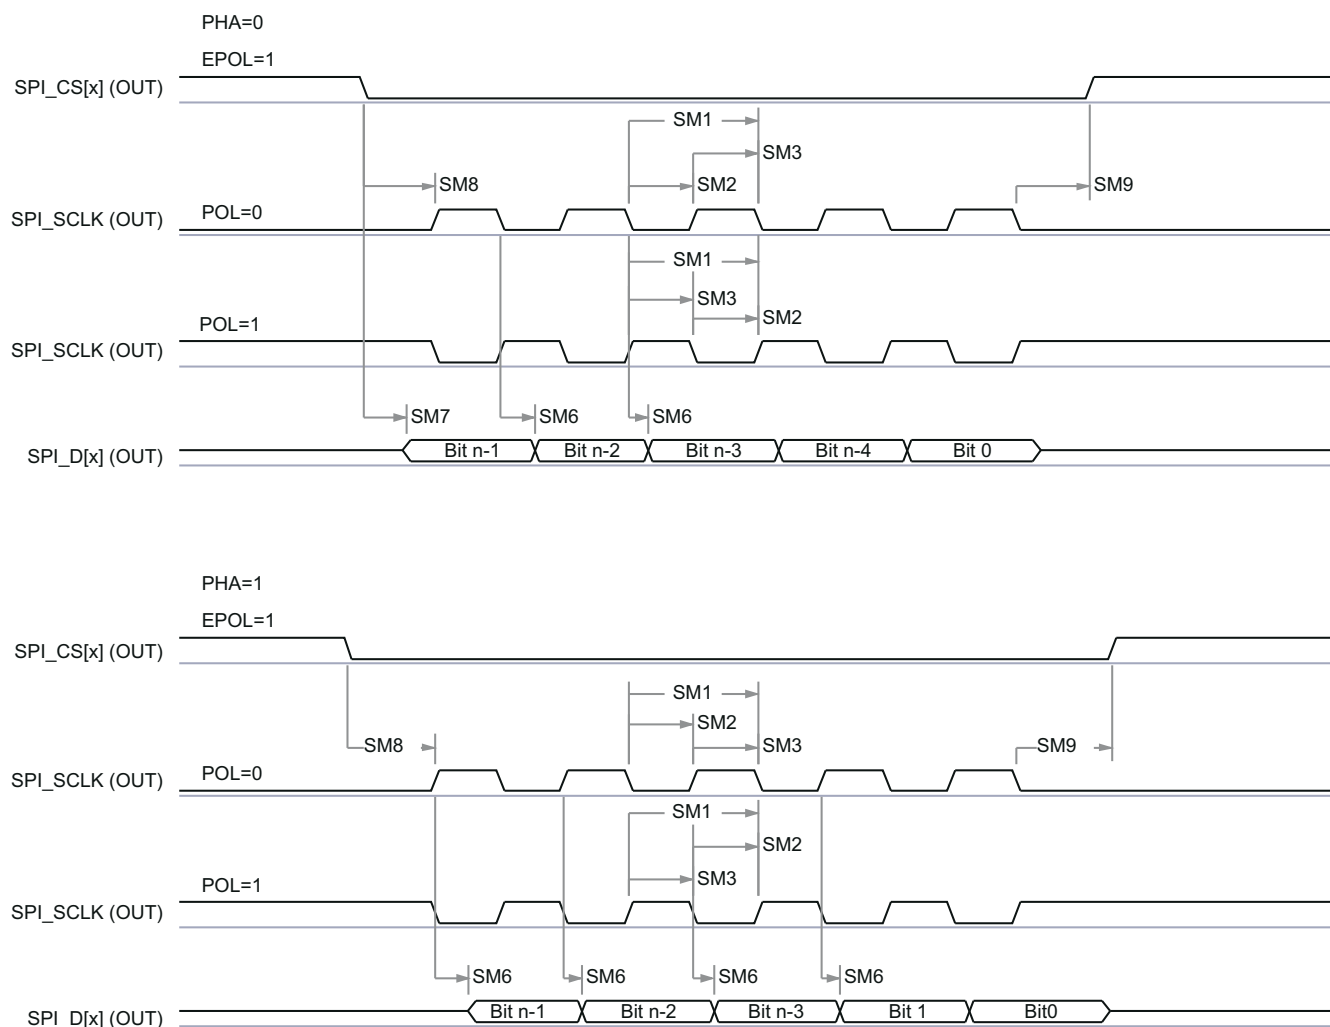 PHA=0
EPOL=1
SPI_CS[x] (OUT)
SM1
SM3
SM8
SM2
SM9
POL=0
SPI_SCLK (OUT)
SM1
SM3
SM2
POL=1
SPI_SCLK (OUT)
SM7
SM6
SM6
SPI_D[x] (OUT)
Bit n-1
Bit n-2
Bit n-3
Bit n-4
Bit 0
PHA=1
EPOL=1
SPI_CS[x] (OUT)
SM1
SM2
SM8
SM3
SM9
POL=0
SPI_SCLK (OUT)
SM1
SM2
SM3
POL=1
SPI_SCLK (OUT)
SM6
SM6
SM6
SM6
SPI_D[x] (OUT)
Bit n-1
Bit n-2
Bit n-3
Bit 1
Bit0